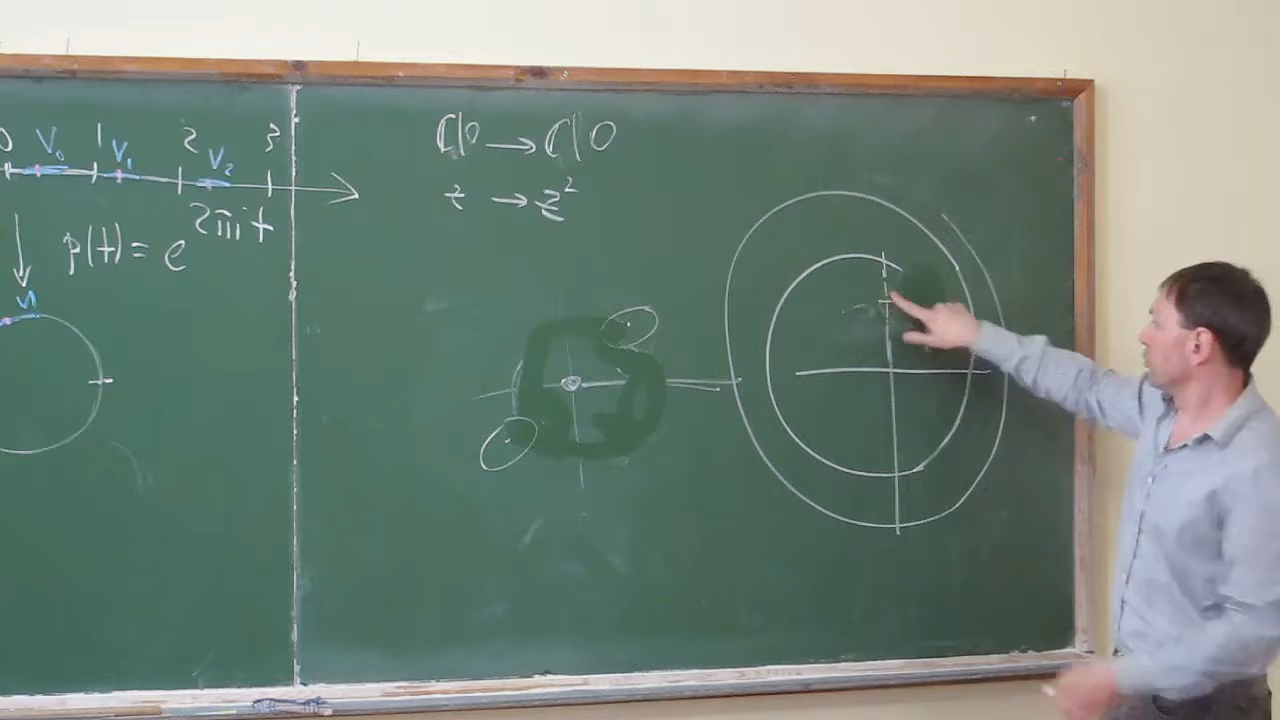 0 1 2 3
V₀ V₁ V₂
p(t) = e^{2πit}
U
ℂ\0 → ℂ\0
z → z²